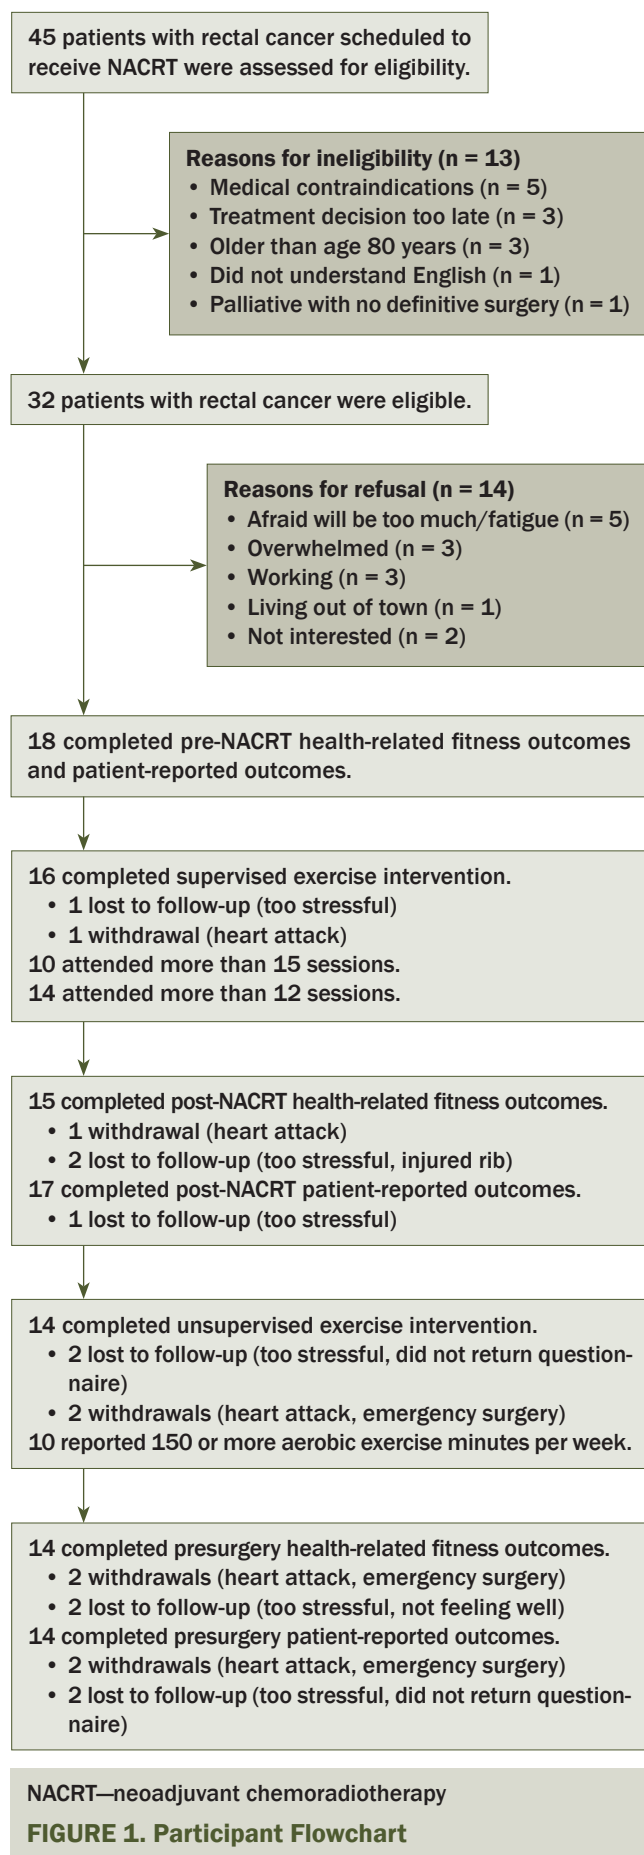 45 patients with rectal cancer scheduled to
receive NACRT were assessed for eligibility.
Reasons for ineligibility (n = 13)
• Medical contraindications (n = 5)
• Treatment decision too late (n = 3)
• Older than age 80 years (n = 3)
• Did not understand English (n = 1)
• Palliative with no definitive surgery (n = 1)
32 patients with rectal cancer were eligible.
Reasons for refusal (n = 14)
• Afraid will be too much/fatigue (n = 5)
• Overwhelmed (n = 3)
• Working (n = 3)
• Living out of town (n = 1)
• Not interested (n = 2)
18 completed pre-NACRT health-related fitness outcomes
and patient-reported outcomes.
16 completed supervised exercise intervention.
• 1 lost to follow-up (too stressful)
• 1 withdrawal (heart attack)
10 attended more than 15 sessions.
14 attended more than 12 sessions.
15 completed post-NACRT health-related fitness outcomes.
• 1 withdrawal (heart attack)
• 2 lost to follow-up (too stressful, injured rib)
17 completed post-NACRT patient-reported outcomes.
• 1 lost to follow-up (too stressful)
14 completed unsupervised exercise intervention.
• 2 lost to follow-up (too stressful, did not return question-
naire)
• 2 withdrawals (heart attack, emergency surgery)
10 reported 150 or more aerobic exercise minutes per week.
14 completed presurgery health-related fitness outcomes.
• 2 withdrawals (heart attack, emergency surgery)
• 2 lost to follow-up (too stressful, not feeling well)
14 completed presurgery patient-reported outcomes.
• 2 withdrawals (heart attack, emergency surgery)
• 2 lost to follow-up (too stressful, did not return question-
naire)
NACRT—neoadjuvant chemoradiotherapy
FIGURE 1. Participant Flowchart